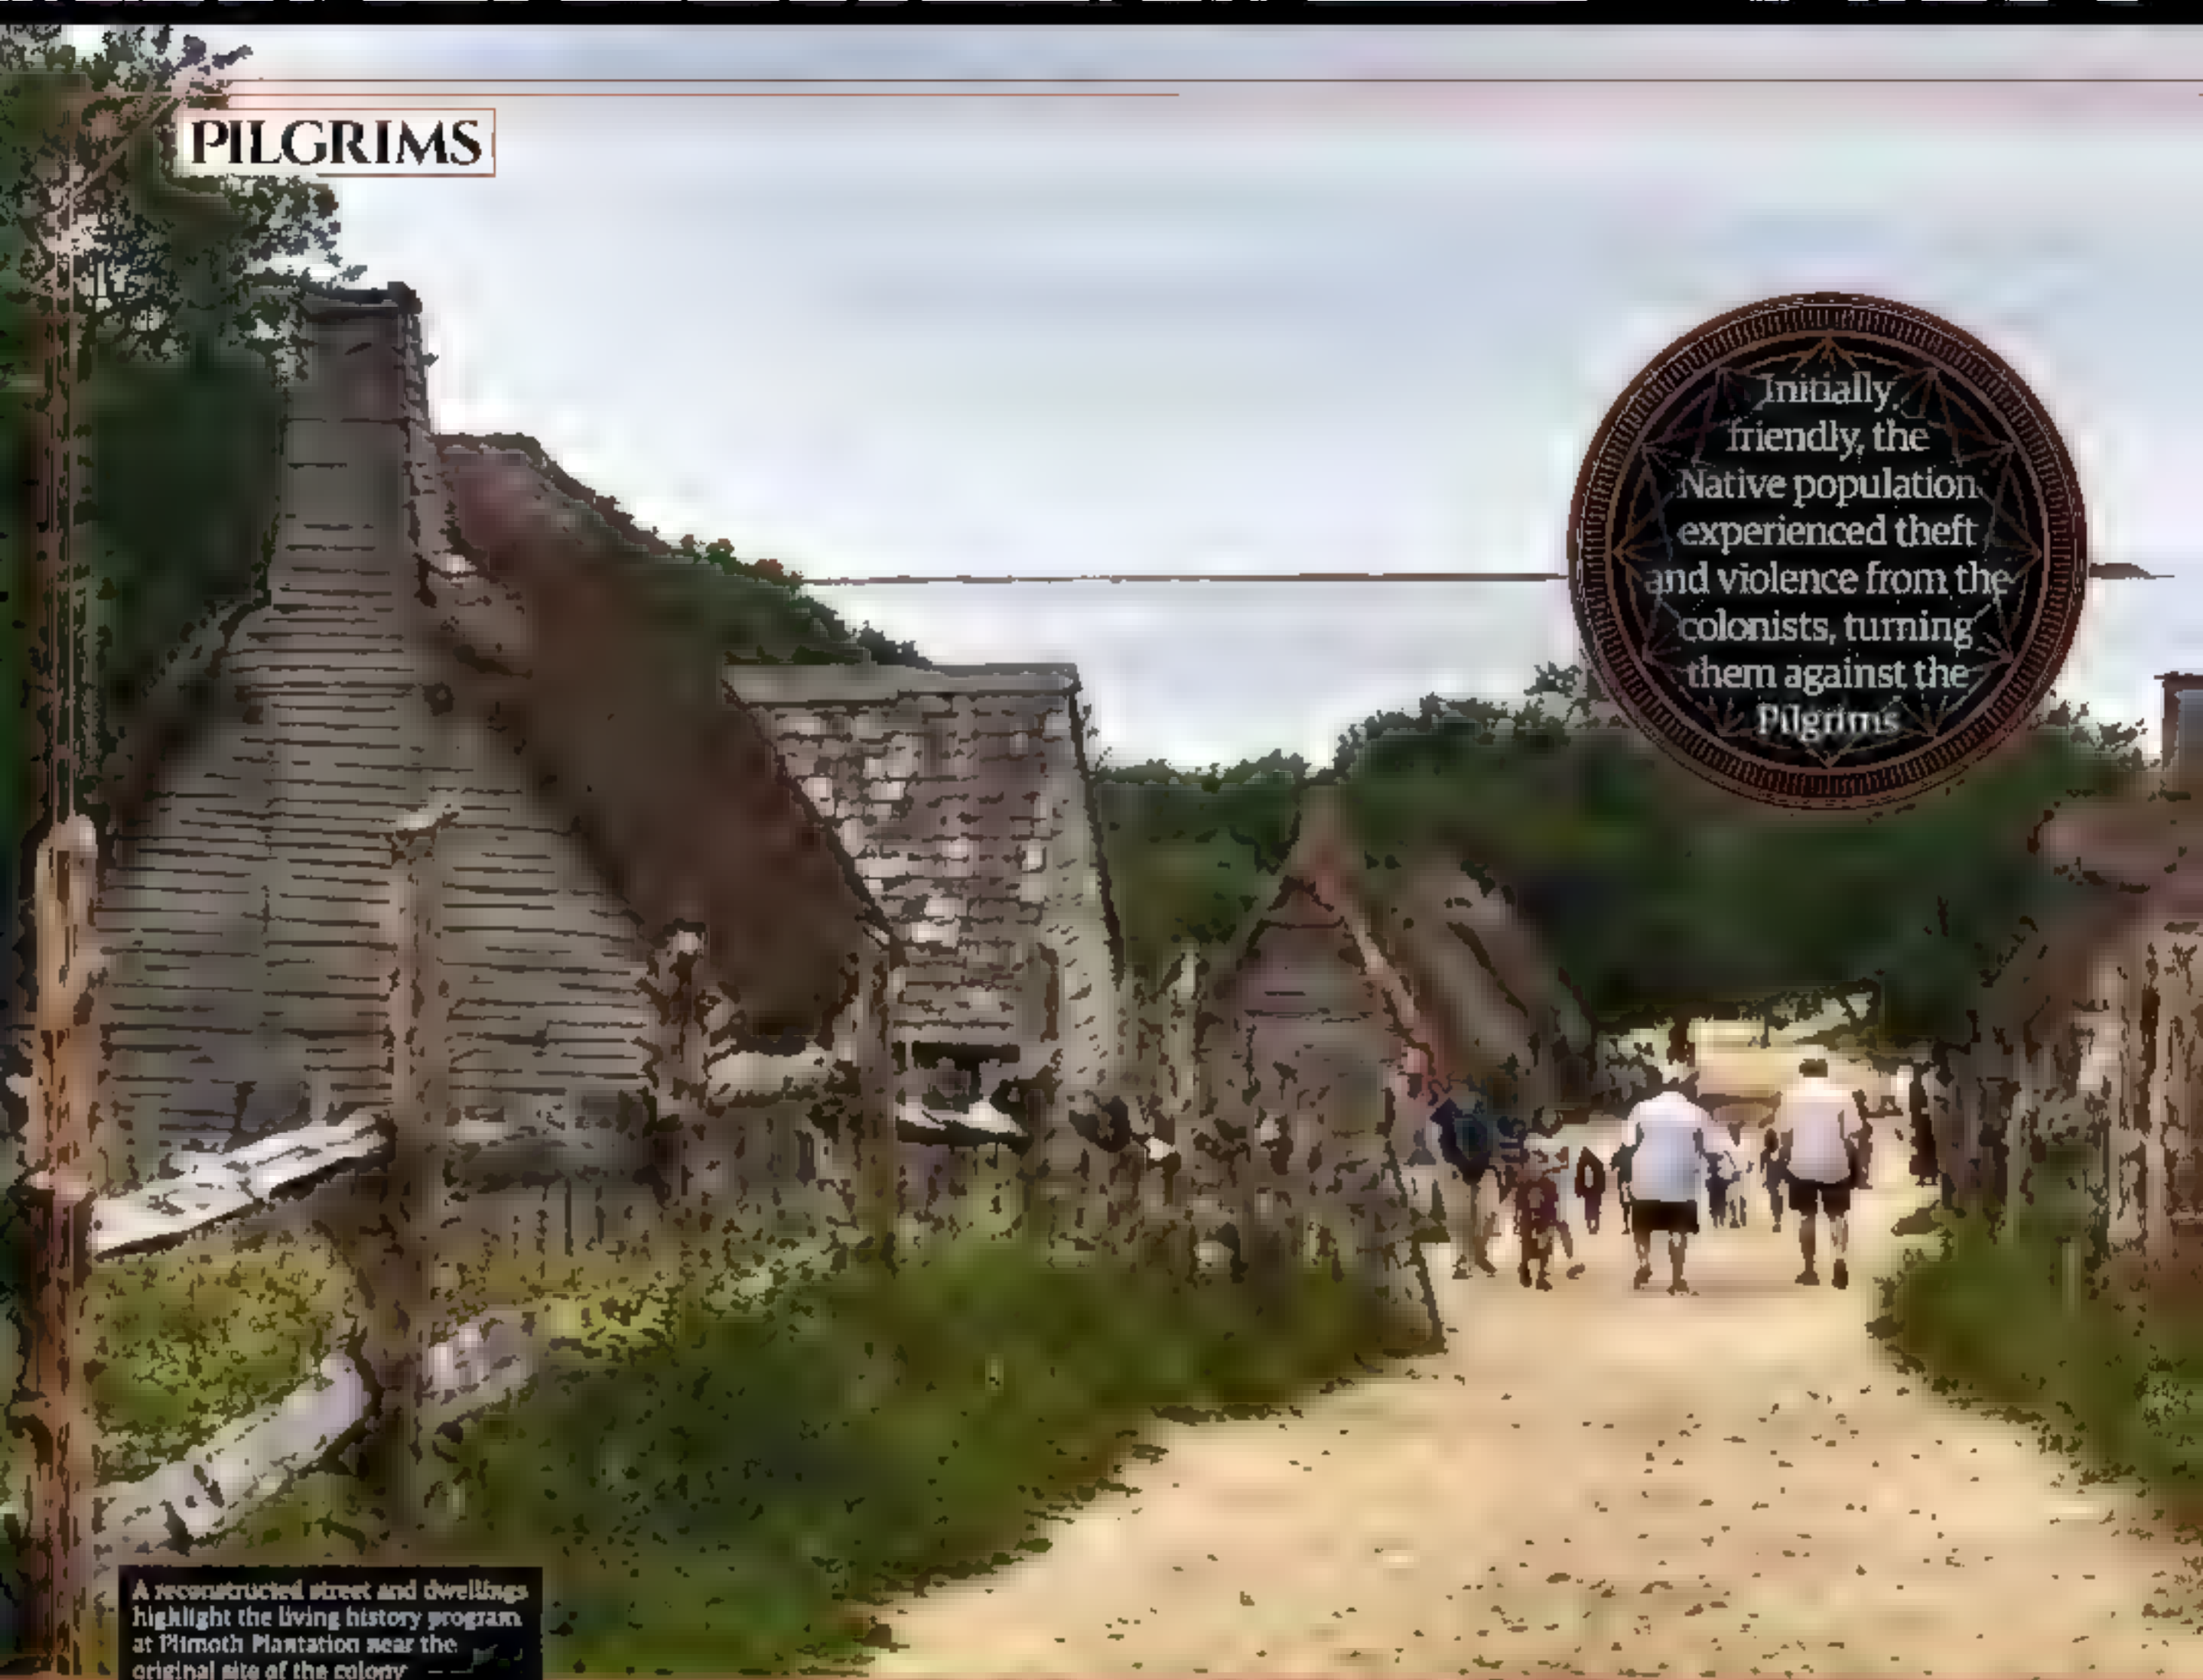 PILGRIMS
Initially
friendly, the
Native population
experienced theft
and violence from the
colonists, turning
them against the
Pilgrims
A reconstructed street and dwellings
highlight the living history program
at Plimoth Plantation near the
original site of the colony